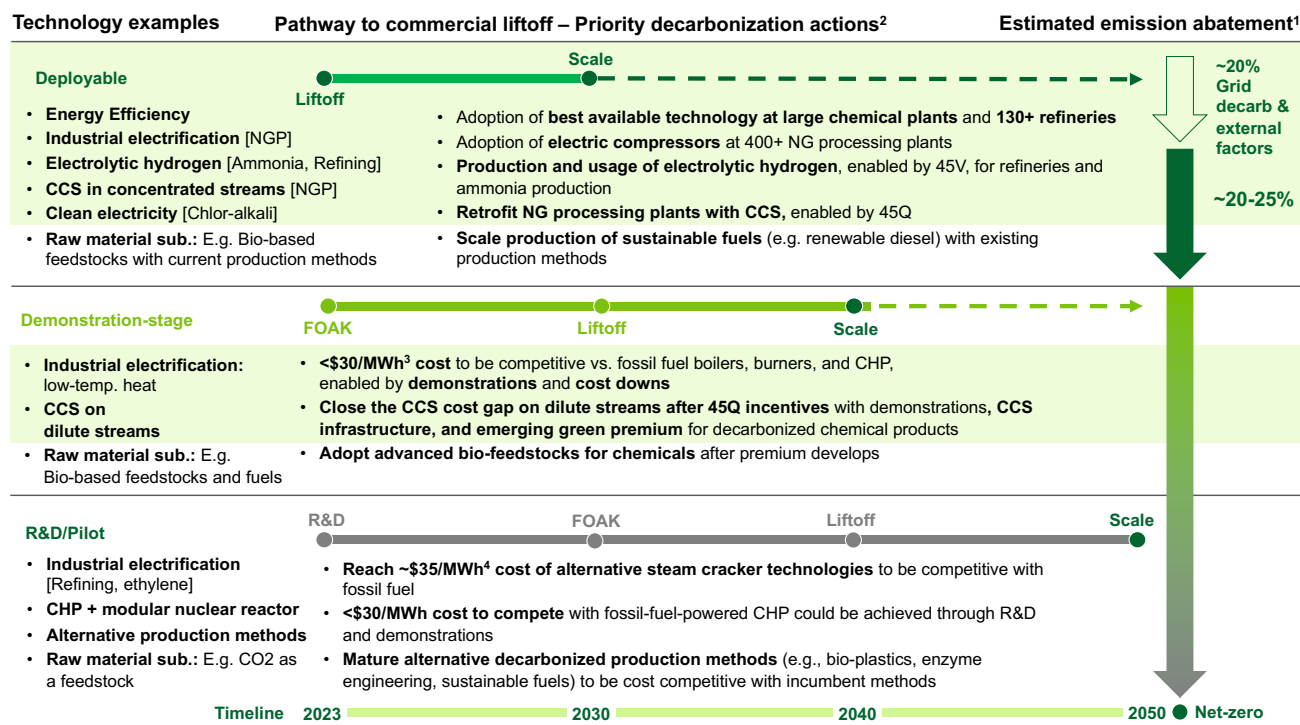 Technology examples
Pathway to commercial liftoff – Priority decarbonization actions²
Estimated emission abatement¹
Deployable
Liftoff
Scale
• Energy Efficiency
• Industrial electrification [NGP]
• Electrolytic hydrogen [Ammonia, Refining]
• CCS in concentrated streams [NGP]
• Clean electricity [Chlor-alkali]
• Raw material sub.: E.g. Bio-based
feedstocks with current production methods
• Adoption of best available technology at large chemical plants and 130+ refineries
• Adoption of electric compressors at 400+ NG processing plants
• Production and usage of electrolytic hydrogen, enabled by 45V, for refineries and
ammonia production
• Retrofit NG processing plants with CCS, enabled by 45Q
• Scale production of sustainable fuels (e.g. renewable diesel) with existing
production methods
~20%
Grid
decarb &
external
factors
~20-25%
Demonstration-stage
FOAK
Liftoff
Scale
• Industrial electrification:
low-temp. heat
• CCS on
dilute streams
• Raw material sub.: E.g.
Bio-based feedstocks and fuels
• <$30/MWh³ cost to be competitive vs. fossil fuel boilers, burners, and CHP,
enabled by demonstrations and cost downs
• Close the CCS cost gap on dilute streams after 45Q incentives with demonstrations, CCS
infrastructure, and emerging green premium for decarbonized chemical products
• Adopt advanced bio-feedstocks for chemicals after premium develops
R&D/Pilot
R&D
FOAK
Liftoff
Scale
• Industrial electrification
[Refining, ethylene]
• CHP + modular nuclear reactor
• Alternative production methods
• Raw material sub.: E.g. CO2 as
a feedstock
• Reach ~$35/MWh⁴ cost of alternative steam cracker technologies to be competitive with
fossil fuel
• <$30/MWh cost to compete with fossil-fuel-powered CHP could be achieved through R&D
and demonstrations
• Mature alternative decarbonized production methods (e.g., bio-plastics, enzyme
engineering, sustainable fuels) to be cost competitive with incumbent methods
Timeline 2023 2030 2040 2050 Net-zero